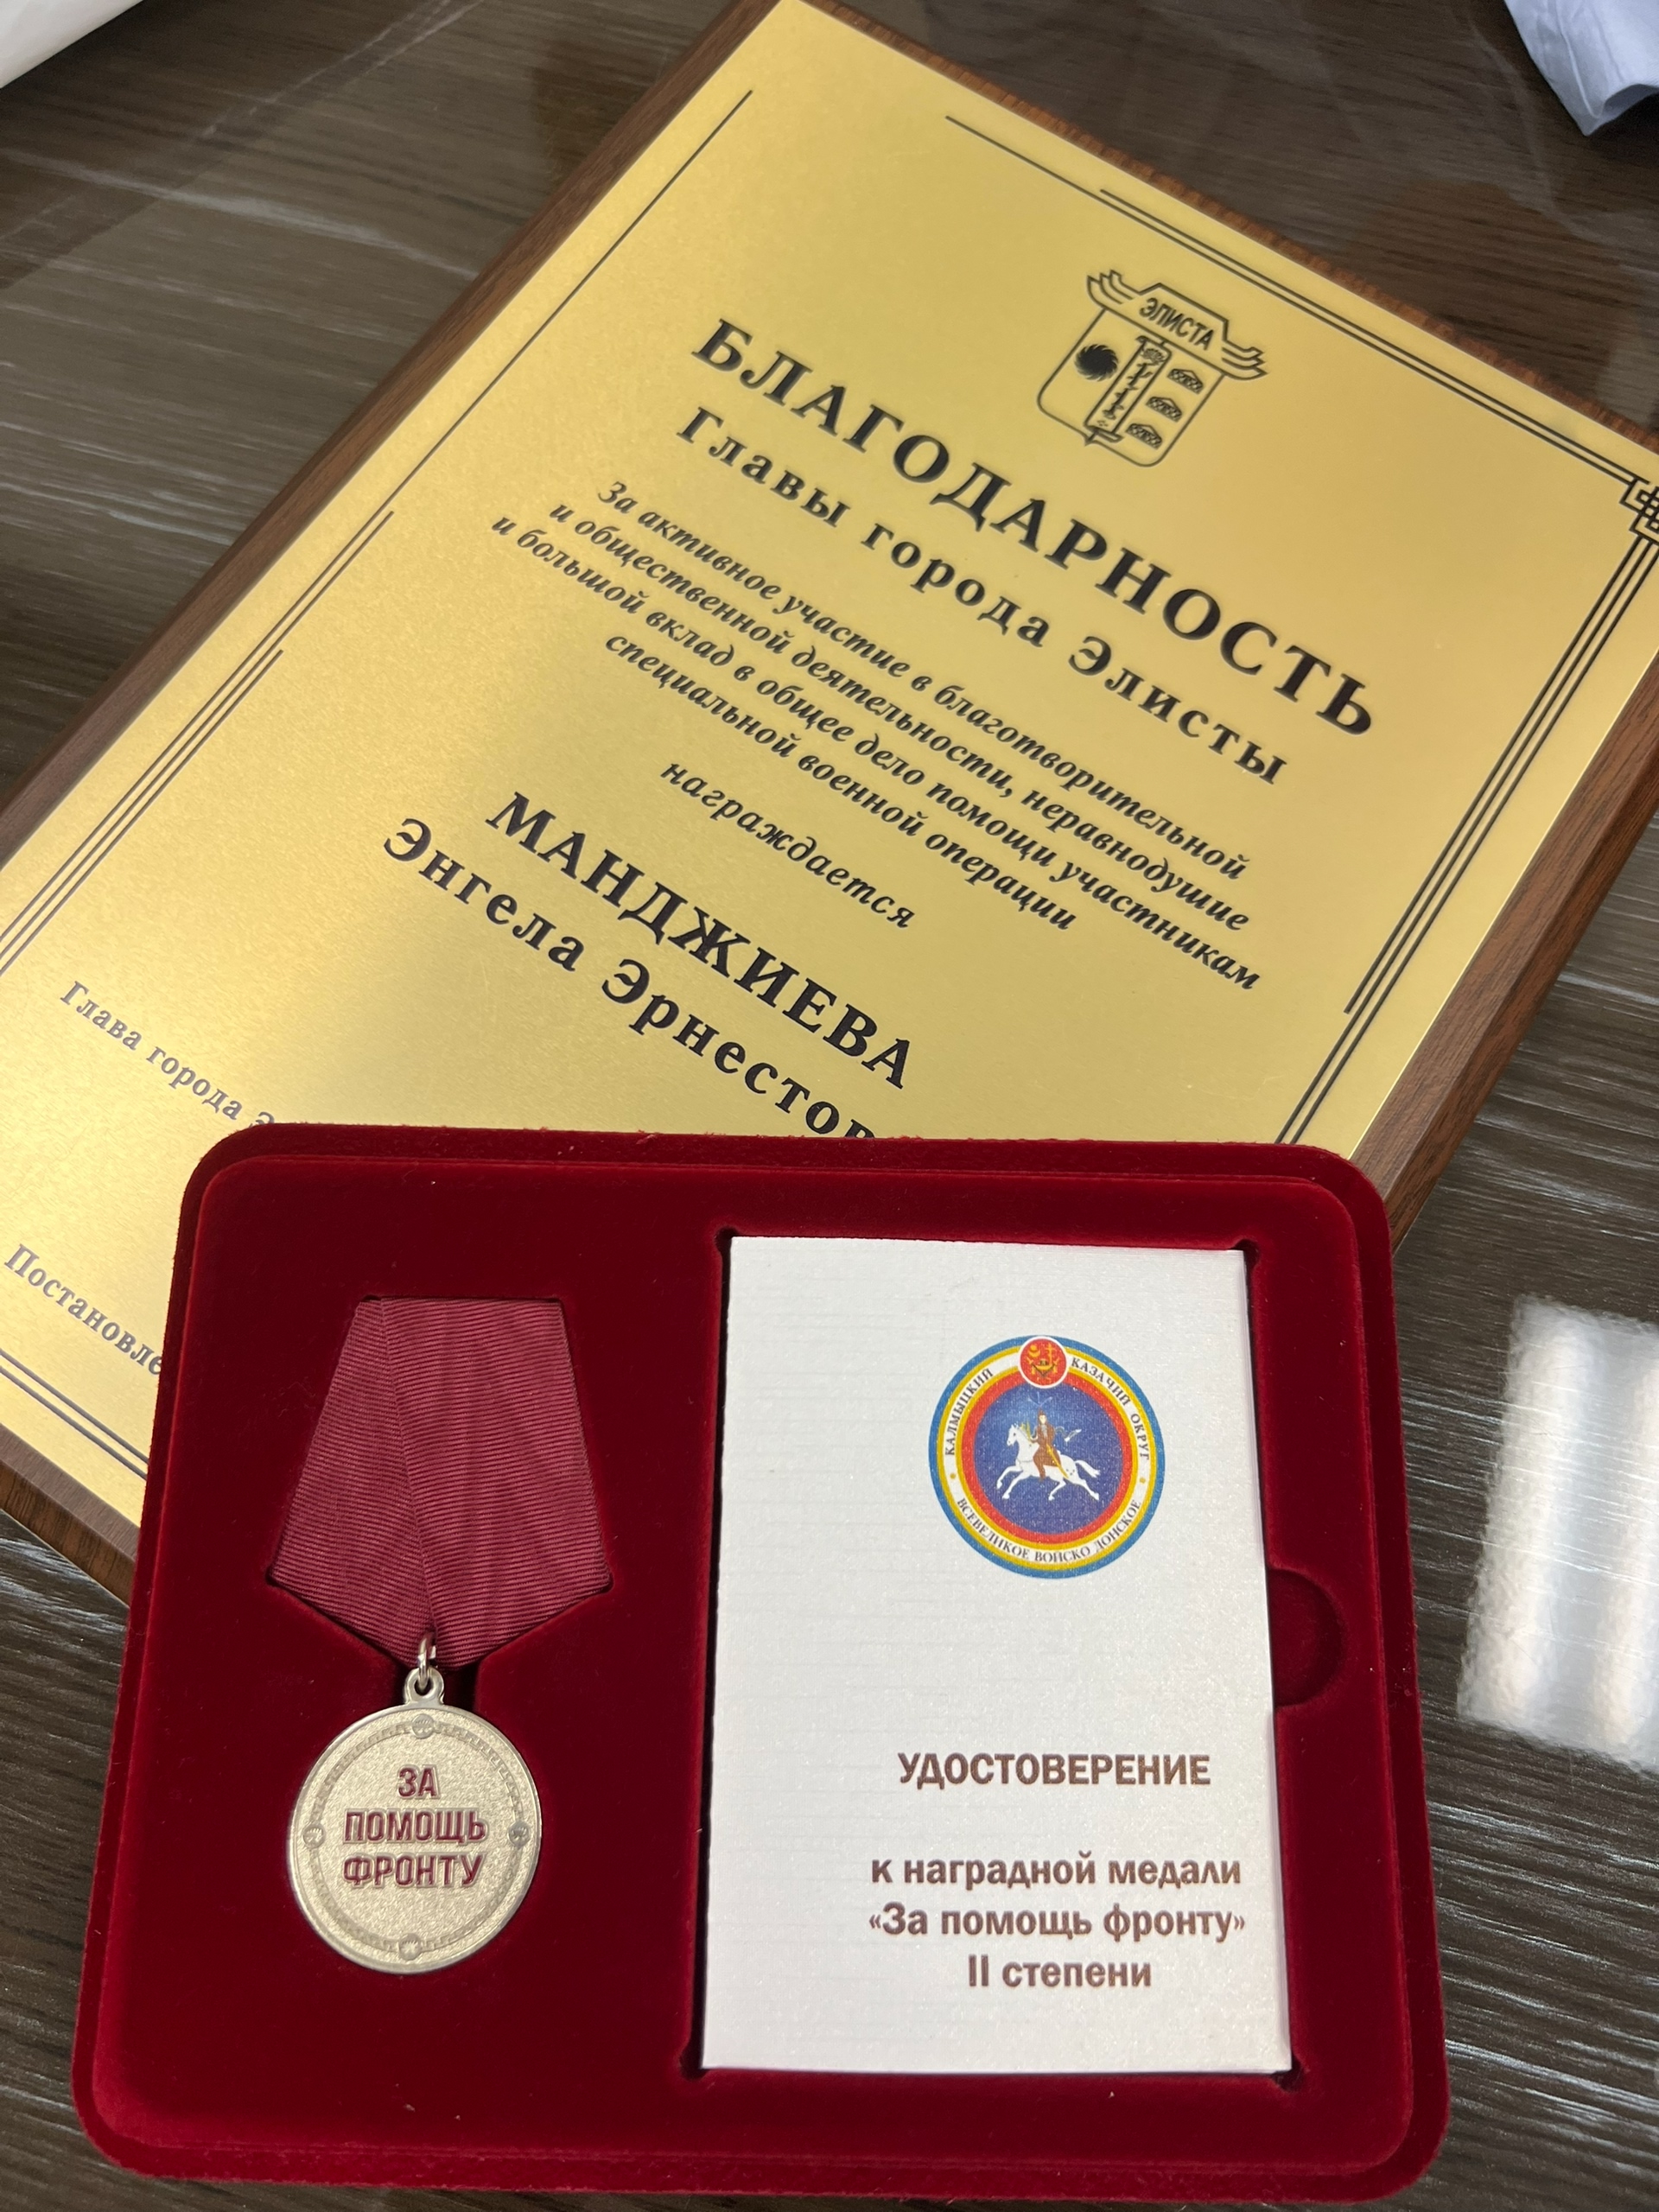 ЭЛИСТА
БЛАГОДАРНОСТЬ
Главы города Элисты
За активное участие в благотворительной
и общественной деятельности, неравнодушие
и большой вклад в общее дело помощи участникам
специальной военной операции
награждается
МАНДЖИЕВА
Энгела Эрнестов
Глава города
Постановле
ЗА
ПОМОЩЬ
ФРОНТУ
КАЛМЫЦКИЙ КАЗАЧИЙ ОКРУГ
ВСЕВЕЛИКОЕ ВОЙСКО ДОНСКОЕ
УДОСТОВЕРЕНИЕ
к наградной медали
«За помощь фронту»
II степени